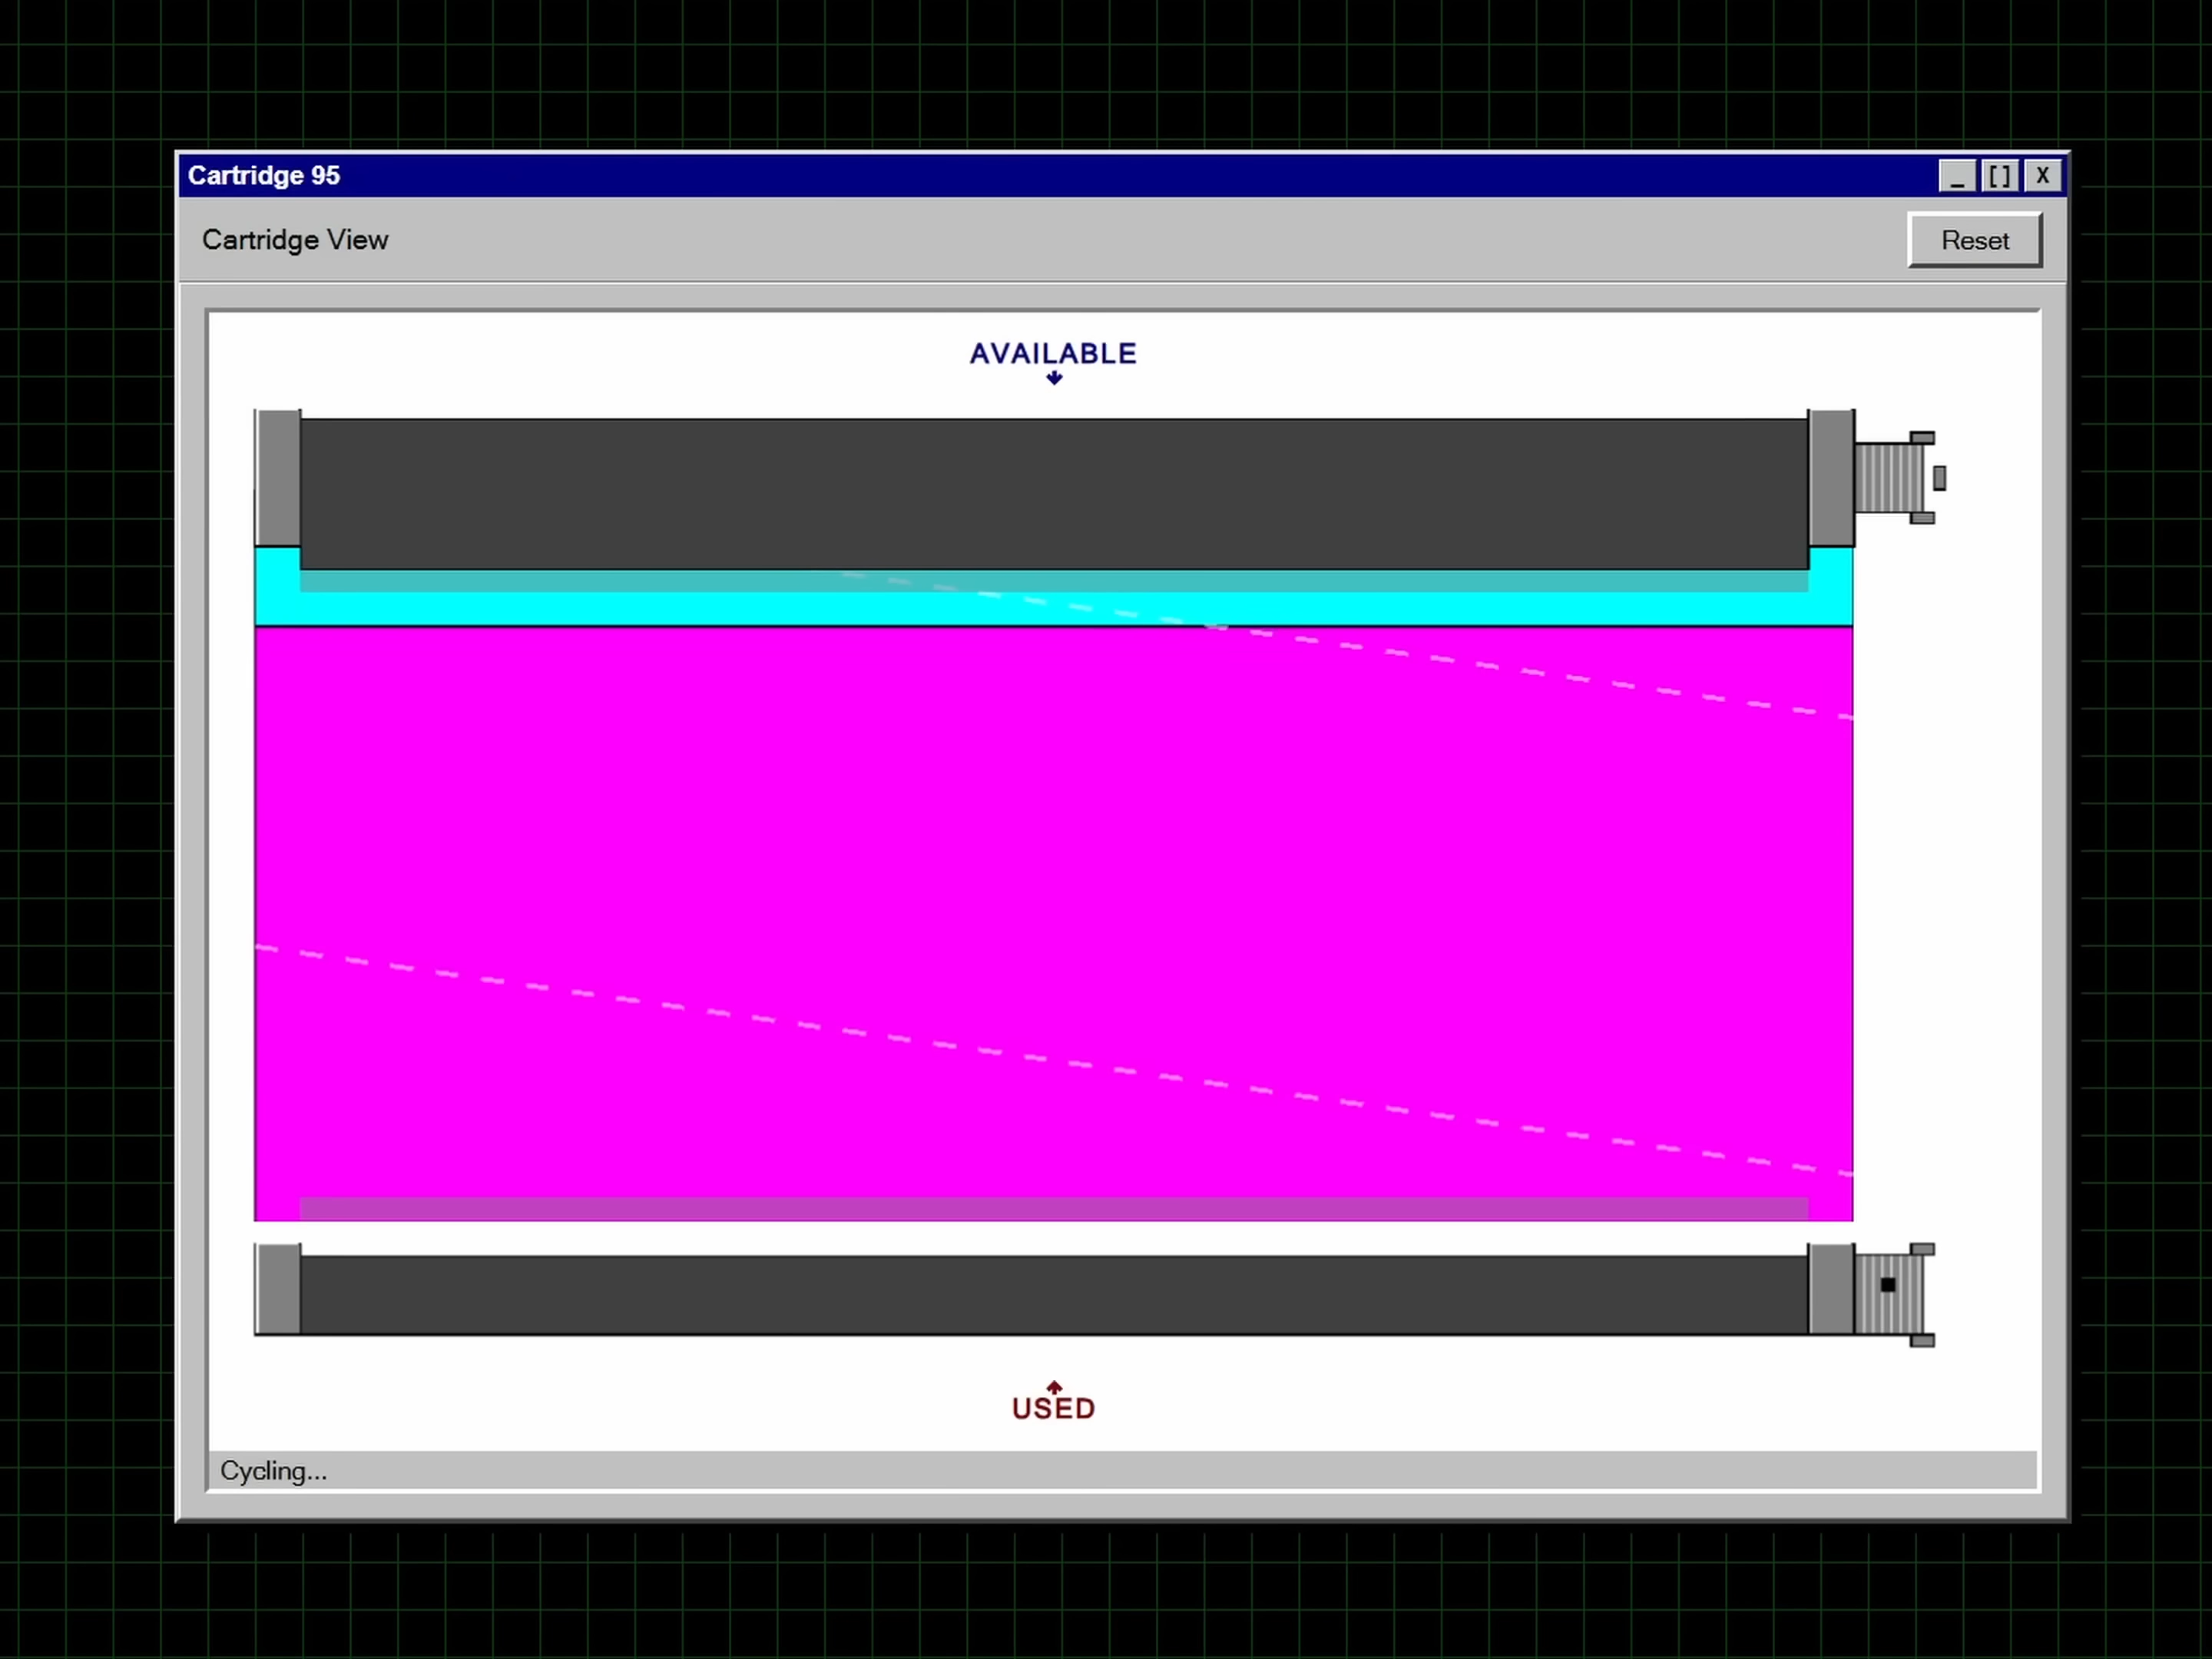 Cartridge 95
_ [] X
Cartridge View
Reset
AVAILABLE
USED
Cycling...